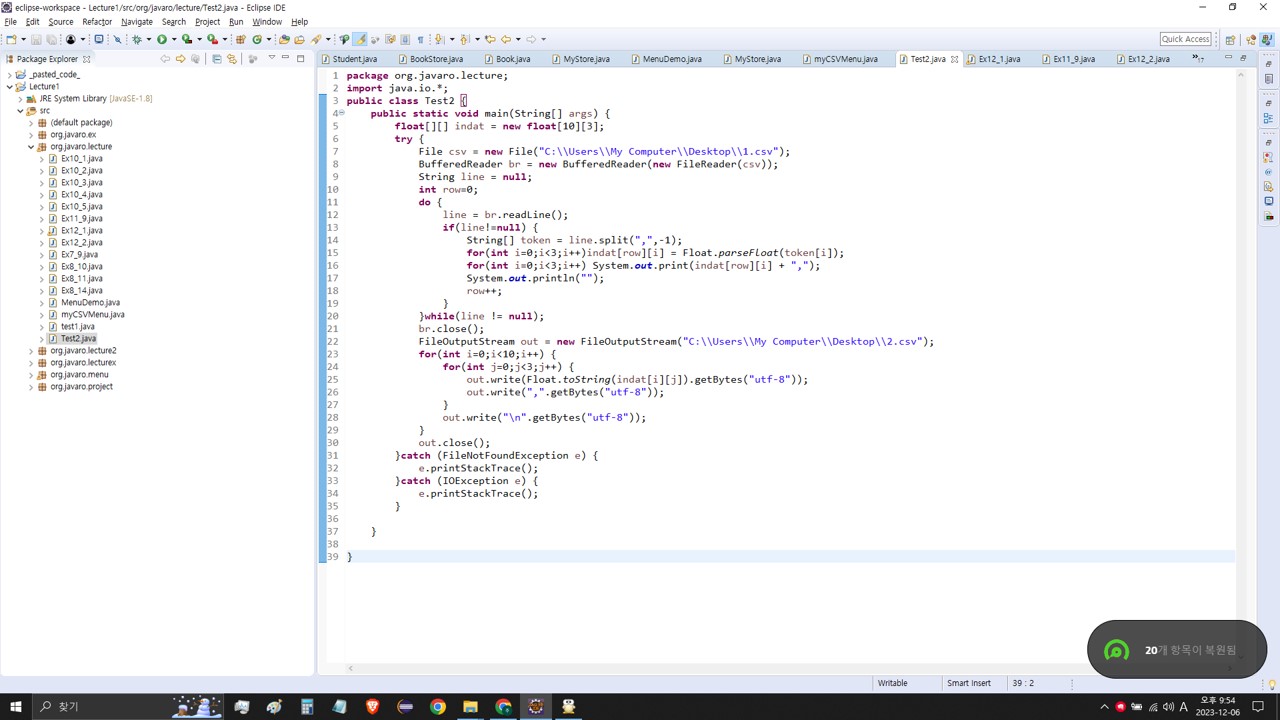 eclipse-workspace - Lecture1/src/org/javaro/lecture/Test2.java - Eclipse IDE
File Edit Source Refactor Navigate Search Project Run Window Help
Quick Access
Package Explorer
Student.java BookStore.java Book.java MyStore.java MenuDemo.java MyStore.java myCSVMenu.java Test2.java Ex12_1.java Ex11_9.java Ex12_2.java
_pasted_code_
Lecture1
JRE System Library [JavaSE-1.8]
src
(default package)
org.javaro.ex
org.javaro.lecture
Ex10_1.java
Ex10_2.java
Ex10_3.java
Ex10_4.java
Ex10_5.java
Ex11_9.java
Ex12_1.java
Ex12_2.java
Ex7_9.java
Ex8_10.java
Ex8_11.java
Ex8_14.java
MenuDemo.java
myCSVMenu.java
test1.java
Test2.java
org.javaro.lecture2
org.javaro.lecturex
org.javaro.menu
org.javaro.project
1 package org.javaro.lecture;
2 import java.io.*;
3 public class Test2 {
4     public static void main(String[] args) {
5         float[][] indat = new float[10][3];
6         try {
7             File csv = new File("C:\\Users\\My Computer\\Desktop\\1.csv");
8             BufferedReader br = new BufferedReader(new FileReader(csv));
9             String line = null;
10             int row=0;
11             do {
12                 line = br.readLine();
13                 if(line!=null) {
14                     String[] token = line.split(",",-1);
15                     for(int i=0;i<3;i++)indat[row][i] = Float.parseFloat(token[i]);
16                     for(int i=0;i<3;i++) System.out.print(indat[row][i] + ",");
17                     System.out.println("");
18                     row++;
19                 }
20             }while(line != null);
21             br.close();
22             FileOutputStream out = new FileOutputStream("C:\\Users\\My Computer\\Desktop\\2.csv");
23             for(int i=0;i<10;i++) {
24                 for(int j=0;j<3;j++) {
25                     out.write(Float.toString(indat[i][j]).getBytes("utf-8"));
26                     out.write(",".getBytes("utf-8"));
27                 }
28                 out.write("\n".getBytes("utf-8"));
29             }
30             out.close();
31         }catch (FileNotFoundException e) {
32             e.printStackTrace();
33         }catch (IOException e) {
34             e.printStackTrace();
35         }
36
37     }
38
39 }
20개 항목이 복원됨
Writable Smart Insert 39 : 2
찾기
A
오후 9:54
2023-12-06